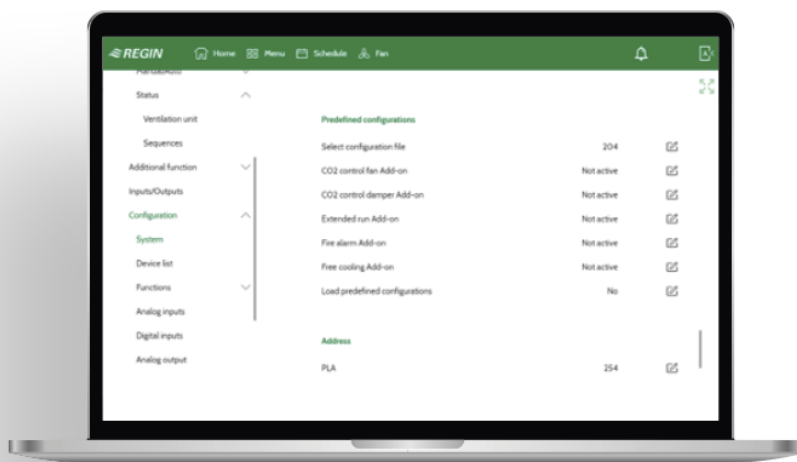 REGIN Home Menu Schedule Fan
Manual/Auto
Status
Ventilation unit
Sequences
Additional function
Inputs/Outputs
Configuration
System
Device list
Functions
Analog inputs
Digital inputs
Analog output
Predefined configurations
Select configuration file 204
CO2 control fan Add-on Not active
CO2 control damper Add-on Not active
Extended run Add-on Not active
Fire alarm Add-on Not active
Free cooling Add-on Not active
Load predefined configurations No
Address
PLA 254